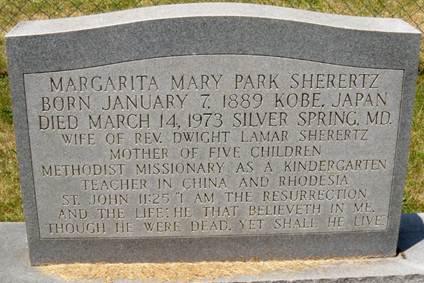 MARGARITA MARY PARK SHERERTZ
BORN JANUARY 7, 1889 KOBE, JAPAN
DIED MARCH 14, 1973 SILVER SPRING, MD.
WIFE OF REV. DWIGHT LAMAR SHERERTZ
MOTHER OF FIVE CHILDREN
METHODIST MISSIONARY AS A KINDERGARTEN
TEACHER IN CHINA AND RHODESIA
ST. JOHN 11:25 "I AM THE RESURRECTION
AND THE LIFE: HE THAT BELIEVETH IN ME,
THOUGH HE WERE DEAD, YET SHALL HE LIVE"